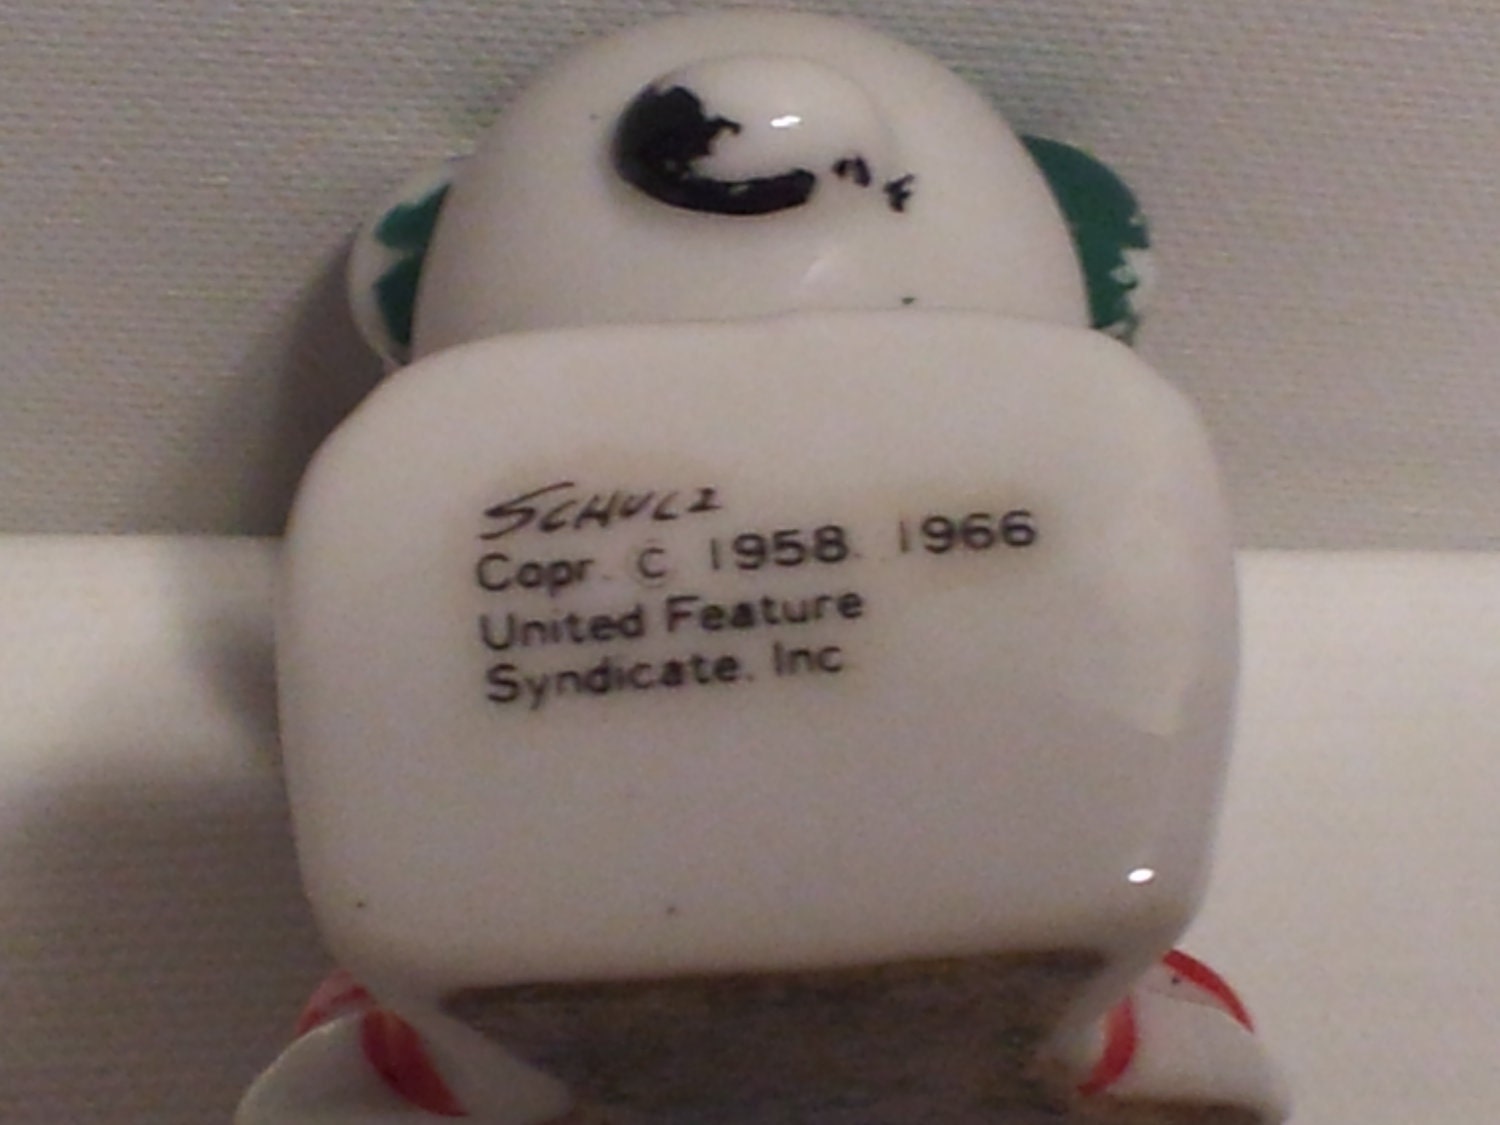 SCHULZ
Copr. c 1958. 1966
United Feature
Syndicate. Inc